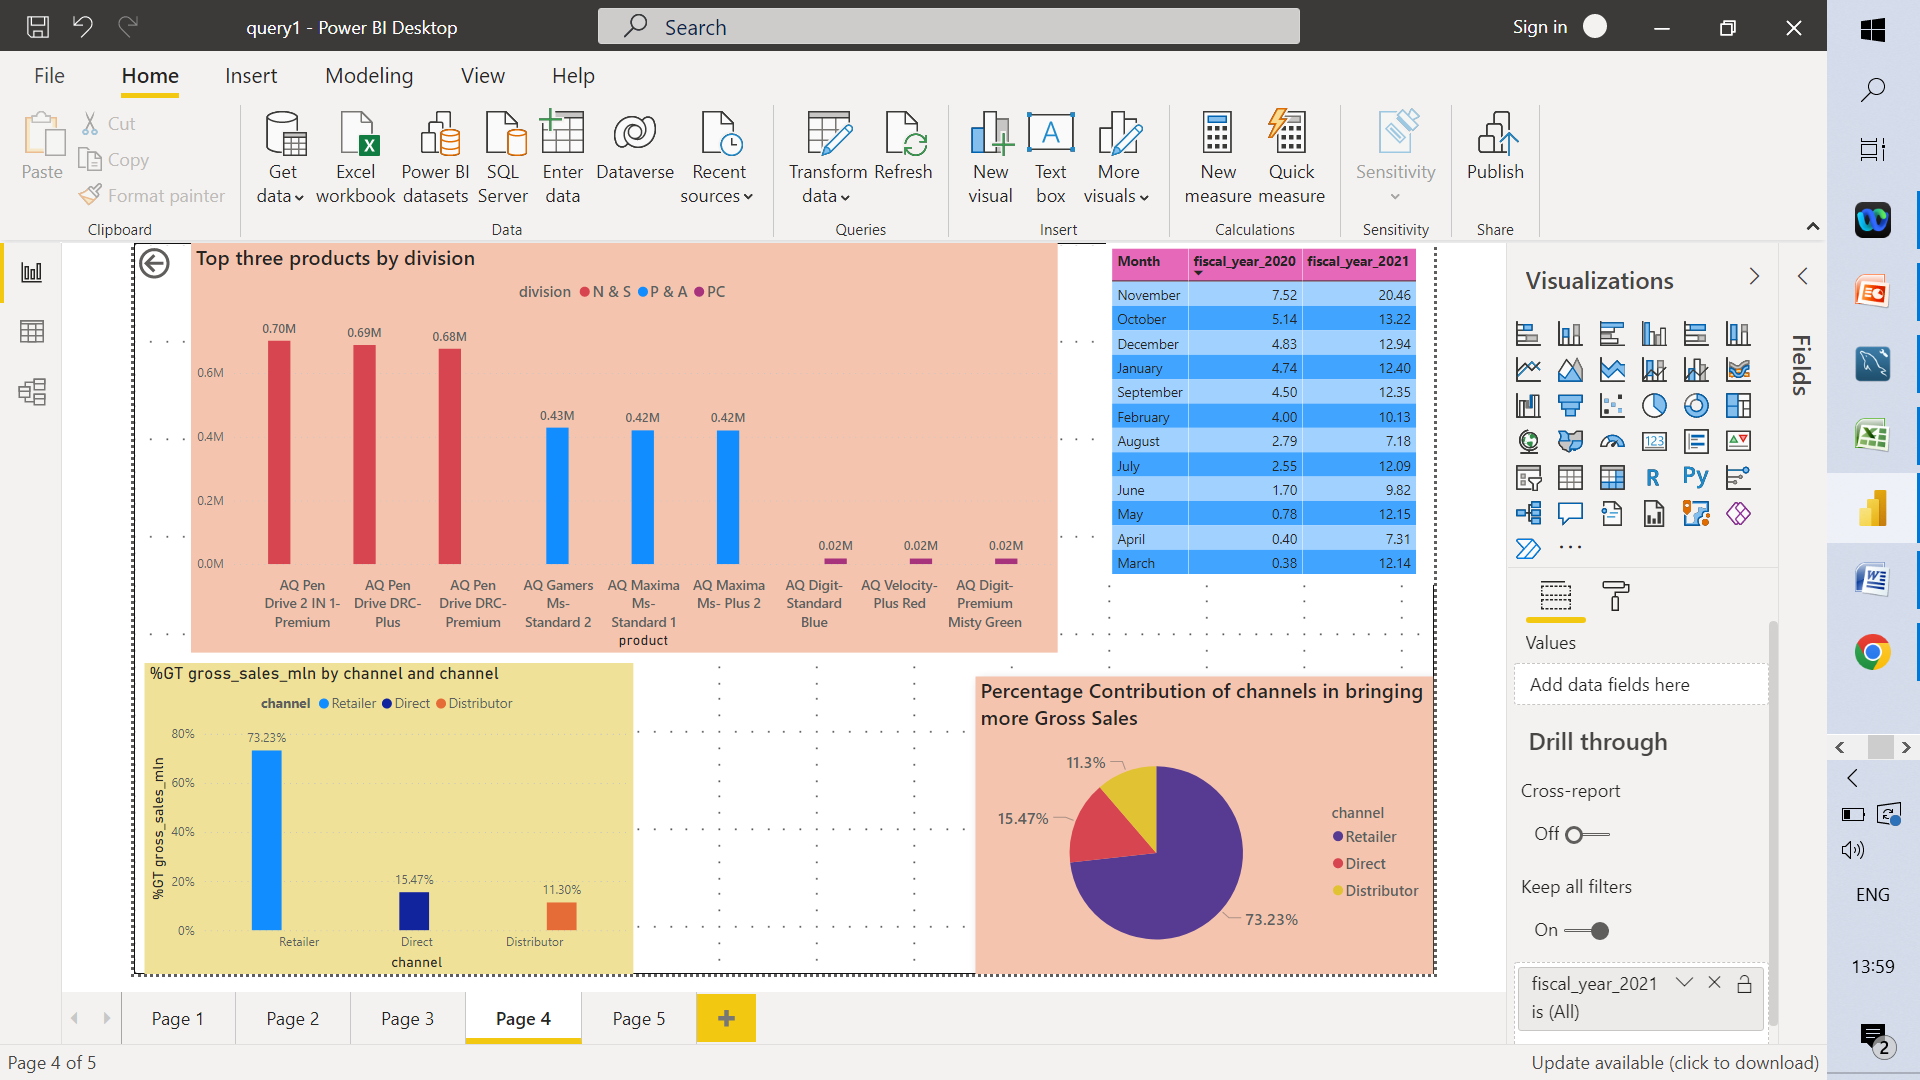 query1 - Power BI Desktop
Search
Sign in
File
Home
Insert
Modeling
View
Help
Paste
Cut
Copy
Format painter
Clipboard
Get data
Excel workbook
Power BI datasets
SQL Server
Enter data
Dataverse
Recent sources
Data
Transform data
Refresh
Queries
New visual
Text box
More visuals
Insert
New measure
Quick measure
Calculations
Sensitivity
Sensitivity
Publish
Share
Top three products by division
division N & S P & A PC
0.70M
0.69M
0.68M
0.43M
0.42M
0.42M
0.02M
0.02M
0.02M
0.6M
0.4M
0.2M
0.0M
AQ Pen Drive 2 IN 1- Premium
AQ Pen Drive DRC- Plus
AQ Pen Drive DRC- Premium
AQ Gamers Ms- Standard 2
AQ Maxima Ms- Standard 1
AQ Maxima Ms- Plus 2
AQ Digit- Standard Blue
AQ Velocity- Plus Red
AQ Digit- Premium Misty Green
product
Month fiscal_year_2020 fiscal_year_2021
November 7.52 20.46
October 5.14 13.22
December 4.83 12.94
January 4.74 12.40
September 4.50 12.35
February 4.00 10.13
August 2.79 7.18
July 2.55 12.09
June 1.70 9.82
May 0.78 12.15
April 0.40 7.31
March 0.38 12.14
%GT gross_sales_mln by channel and channel
channel Retailer Direct Distributor
%GT gross_sales_mln
80%
60%
40%
20%
0%
73.23%
15.47%
11.30%
Retailer
Direct
Distributor
channel
Percentage Contribution of channels in bringing
more Gross Sales
11.3%
15.47%
73.23%
channel
Retailer
Direct
Distributor
Visualizations
123
R
Py
Values
Add data fields here
Drill through
Cross-report
Off
Keep all filters
On
fiscal_year_2021
is (All)
Fields
Page 1
Page 2
Page 3
Page 4
Page 5
Page 4 of 5
Update available (click to download)
ENG
13:59
2